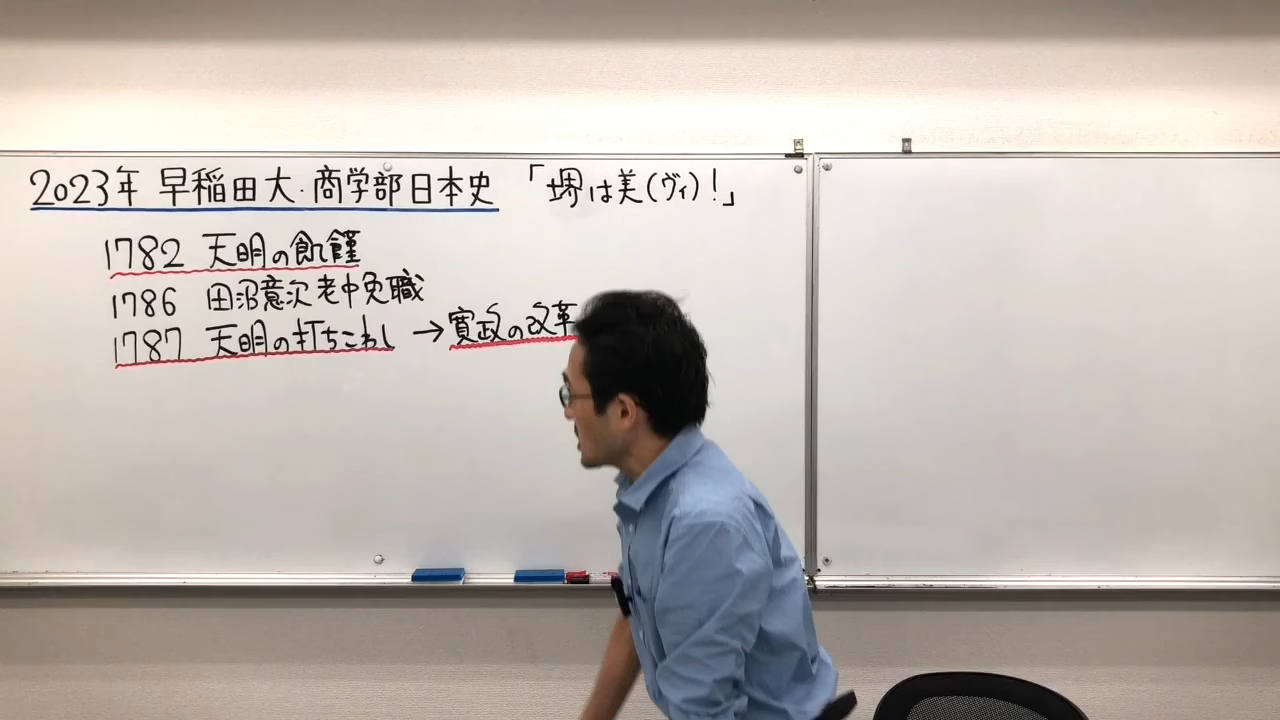 2023年 早稲田大・商学部日本史 「堺は美(ヴィ)!」
1782 天明の飢饉
1786 田沼意次老中免職
1787 天明の打ちこわし → 寛政の改革